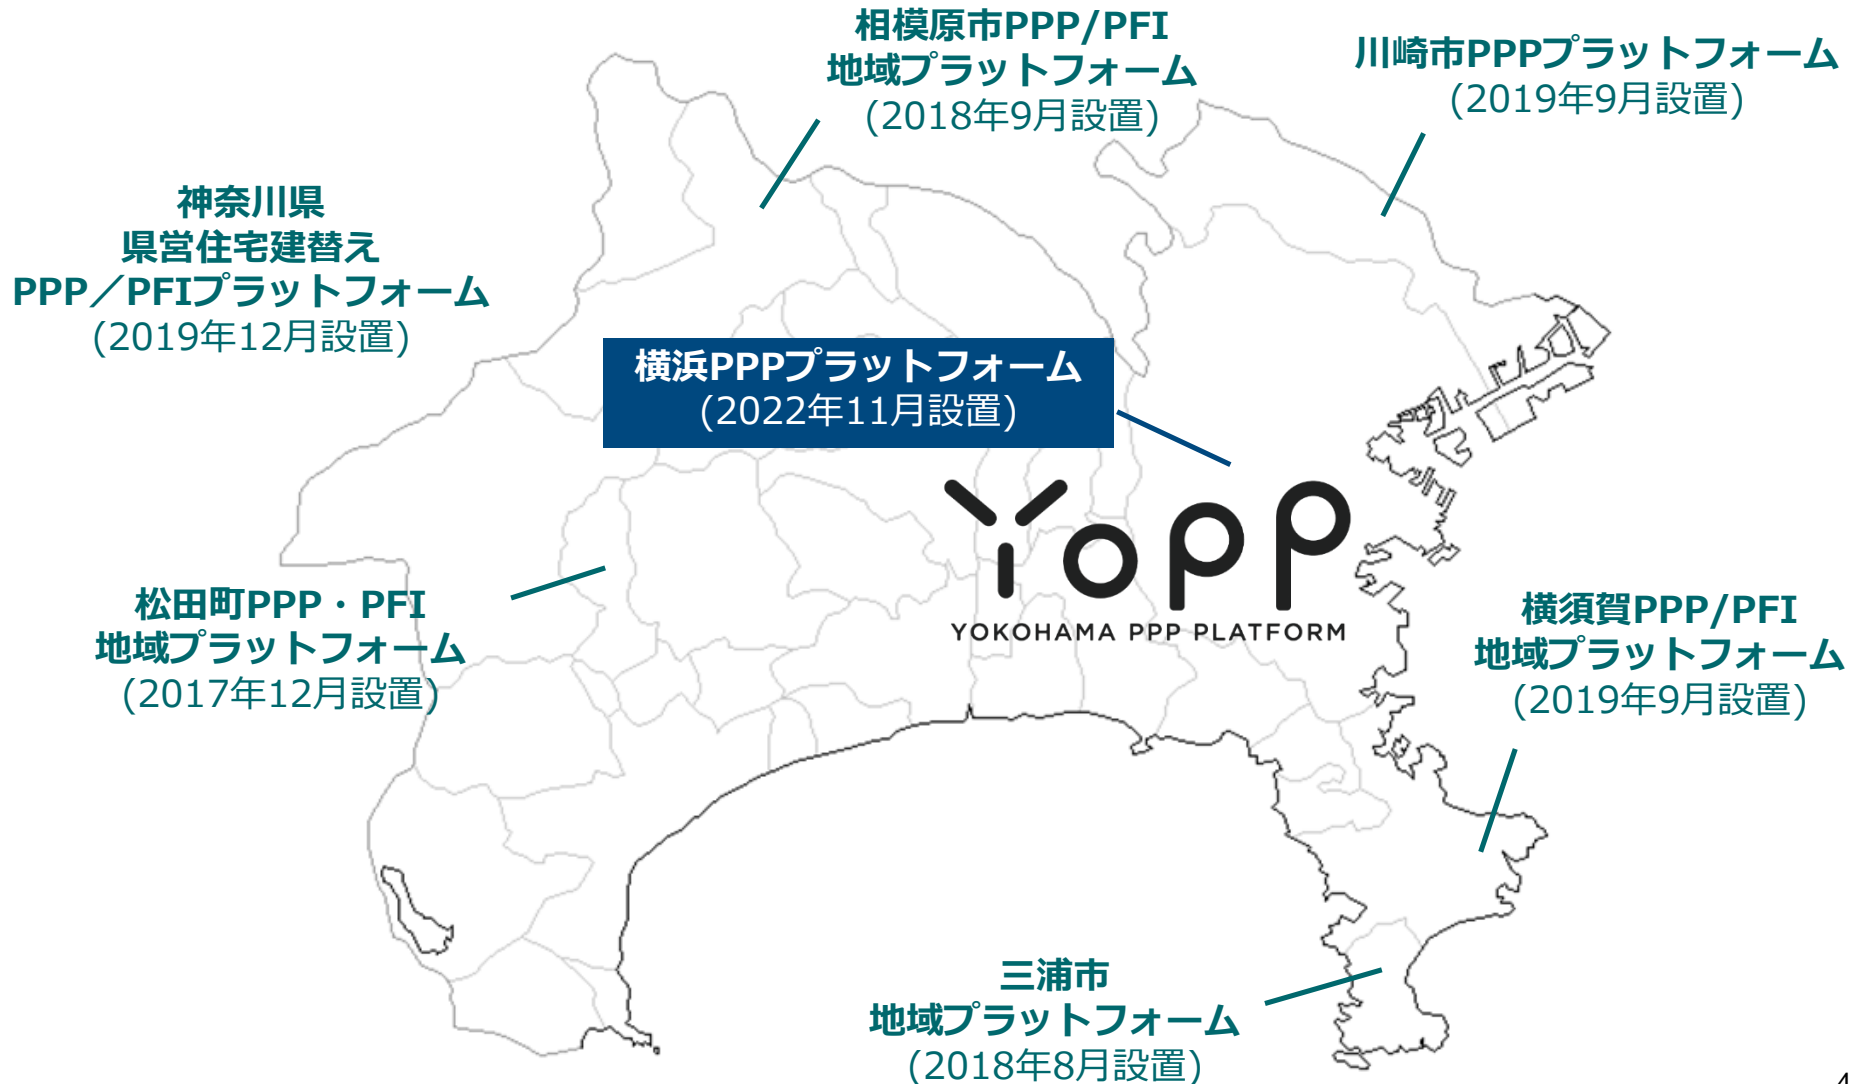 相模原市PPP/PFI
地域プラットフォーム
(2018年9月設置)
川崎市PPPプラットフォーム
(2019年9月設置)
神奈川県
県営住宅建替え
PPP／PFIプラットフォーム
(2019年12月設置)
横浜PPPプラットフォーム
(2022年11月設置)
YoPP
YOKOHAMA PPP PLATFORM
松田町PPP・PFI
地域プラットフォーム
(2017年12月設置)
横須賀PPP/PFI
地域プラットフォーム
(2019年9月設置)
三浦市
地域プラットフォーム
(2018年8月設置)
4